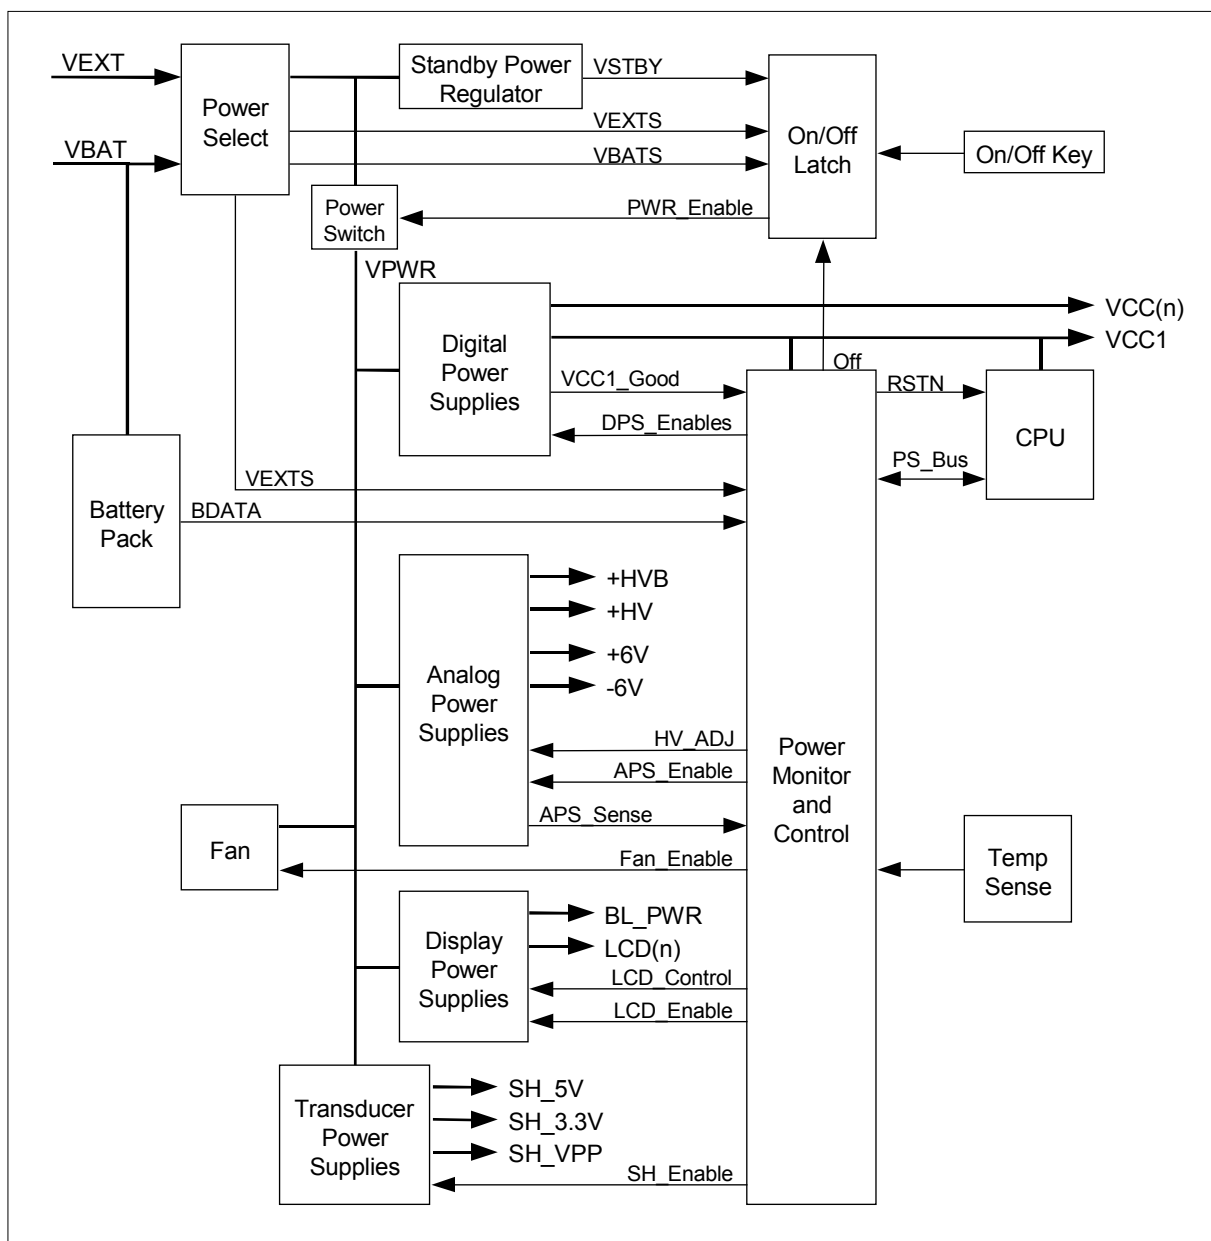 VEXT
VBAT
Power
Select
Standby Power
Regulator
VSTBY
VEXTS
VBATS
On/Off
Latch
On/Off Key
Power
Switch
PWR_Enable
VPWR
Digital
Power
Supplies
VCC(n)
VCC1
Off
VCC1_Good
DPS_Enables
RSTN
PS_Bus
CPU
Battery
Pack
VEXTS
BDATA
Analog
Power
Supplies
+HVB
+HV
+6V
-6V
HV_ADJ
APS_Enable
APS_Sense
Power
Monitor
and
Control
Fan
Fan_Enable
Temp
Sense
Display
Power
Supplies
BL_PWR
LCD(n)
LCD_Control
LCD_Enable
Transducer
Power
Supplies
SH_5V
SH_3.3V
SH_VPP
SH_Enable